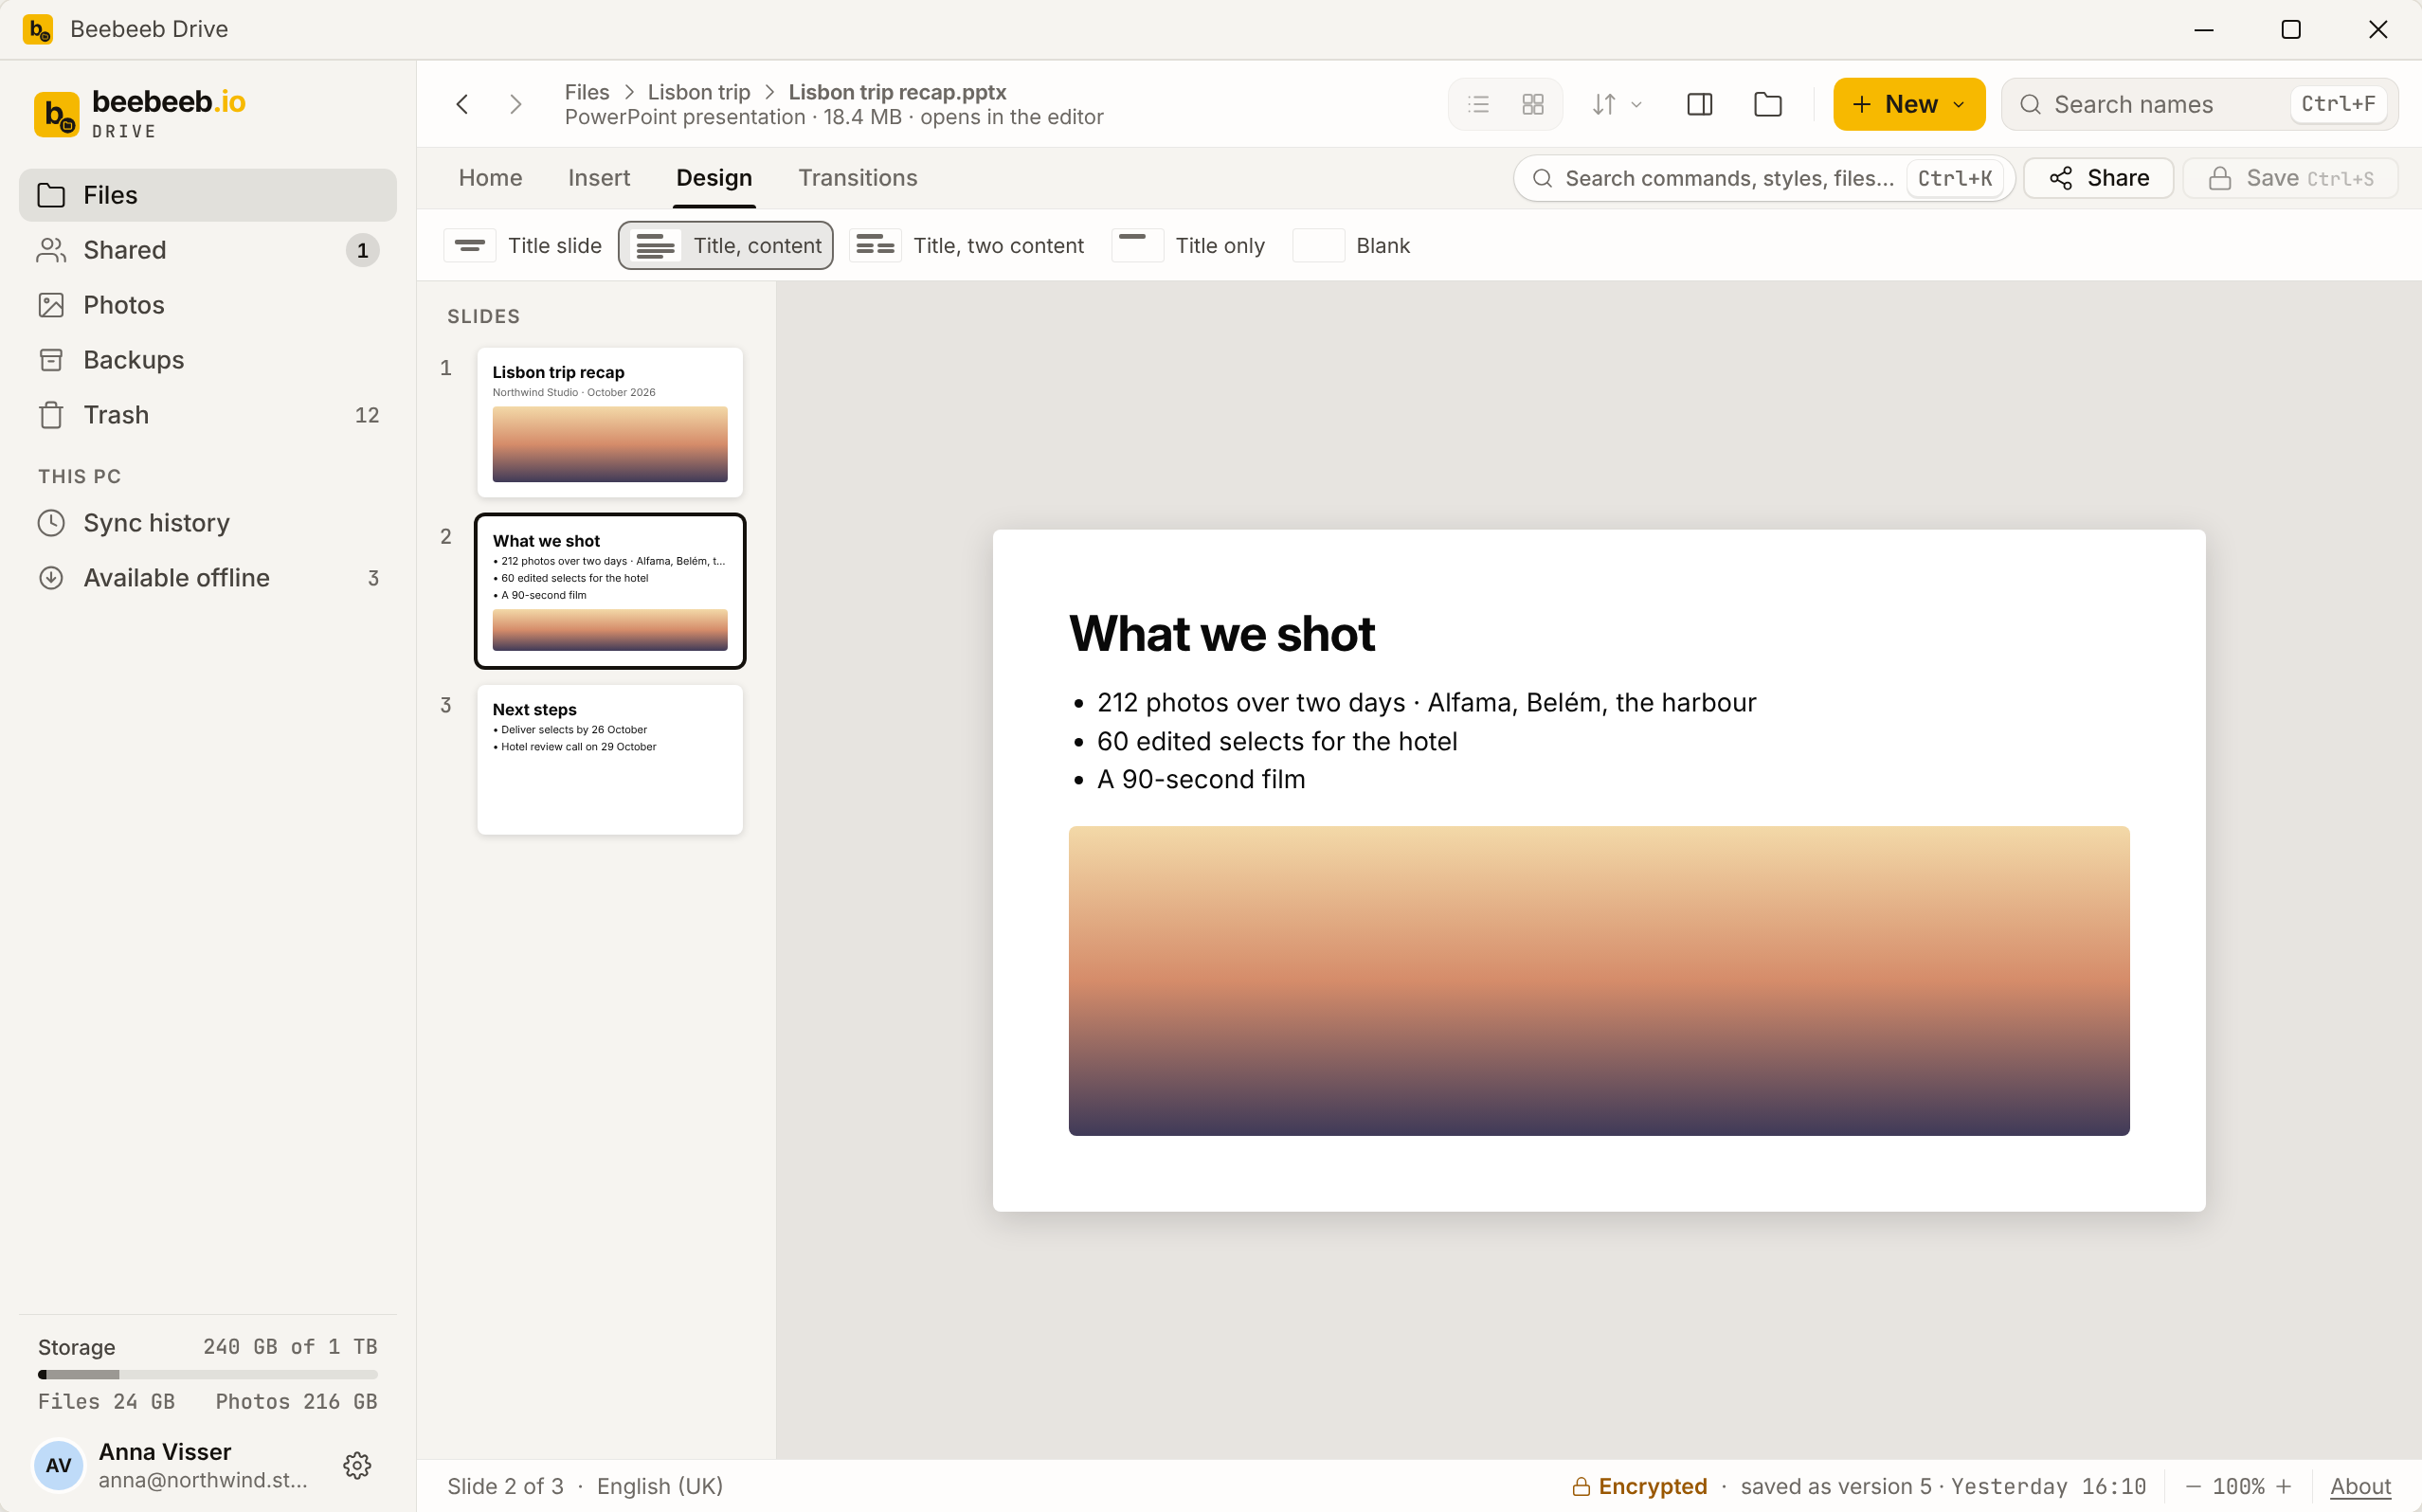 Beebeeb Drive
beebeeb.io
DRIVE
Files
Shared 1
Photos
Backups
Trash 12
THIS PC
Sync history
Available offline 3
Storage 240 GB of 1 TB
Files 24 GB Photos 216 GB
AV
Anna Visser
anna@northwind.st...
Files > Lisbon trip > Lisbon trip recap.pptx
PowerPoint presentation · 18.4 MB · opens in the editor
New
Search names Ctrl+F
Home Insert Design Transitions
Search commands, styles, files... Ctrl+K
Share
Save Ctrl+S
Title slide Title, content Title, two content Title only Blank
SLIDES
1
Lisbon trip recap
Northwind Studio · October 2026
2
What we shot
• 212 photos over two days · Alfama, Belém, t...
• 60 edited selects for the hotel
• A 90-second film
3
Next steps
• Deliver selects by 26 October
• Hotel review call on 29 October
What we shot
• 212 photos over two days · Alfama, Belém, the harbour
• 60 edited selects for the hotel
• A 90-second film
Slide 2 of 3 · English (UK)
Encrypted · saved as version 5 · Yesterday 16:10
− 100% +
About